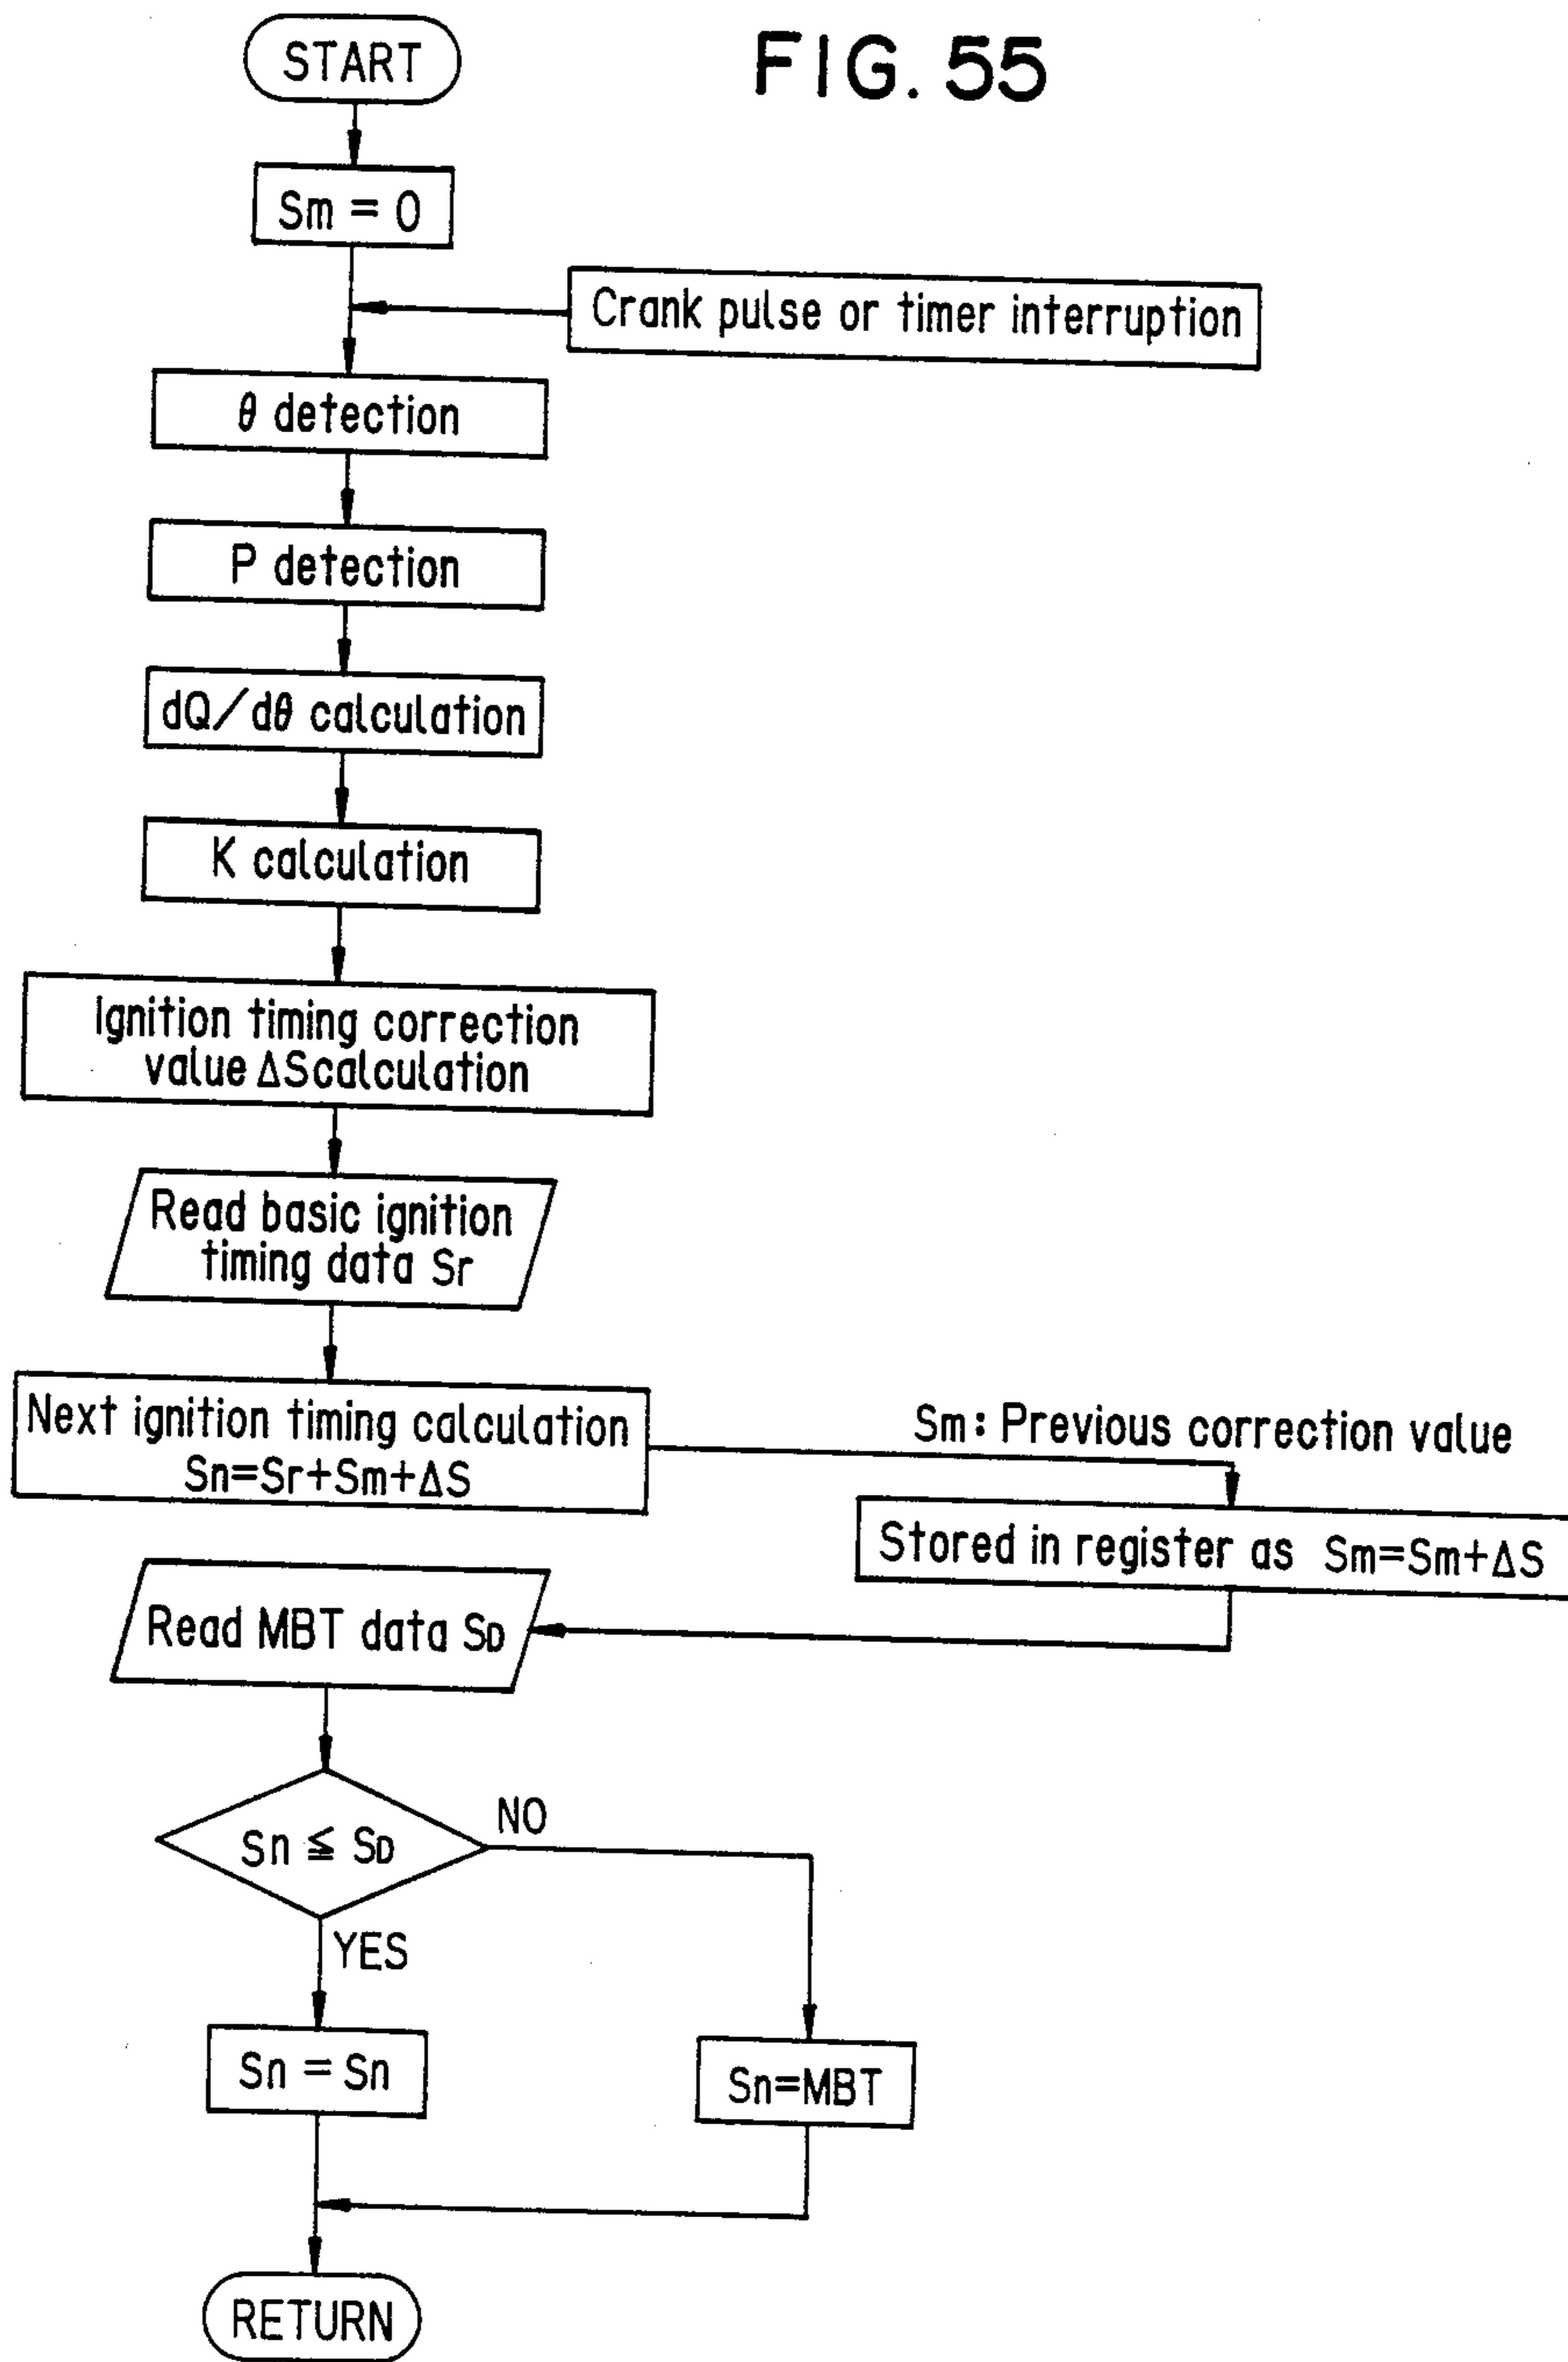 FIG. 55
START
Sm = 0
Crank pulse or timer interruption
θ detection
P detection
dQ/dθ calculation
K calculation
Ignition timing correction
value ΔScalculation
Read basic ignition
timing data Sr
Next ignition timing calculation
Sn=Sr+Sm+ΔS
Sm: Previous correction value
Stored in register as Sm=Sm+ΔS
Read MBT data SD
Sn ≦ SD
NO
YES
Sn = Sn
Sn=MBT
RETURN